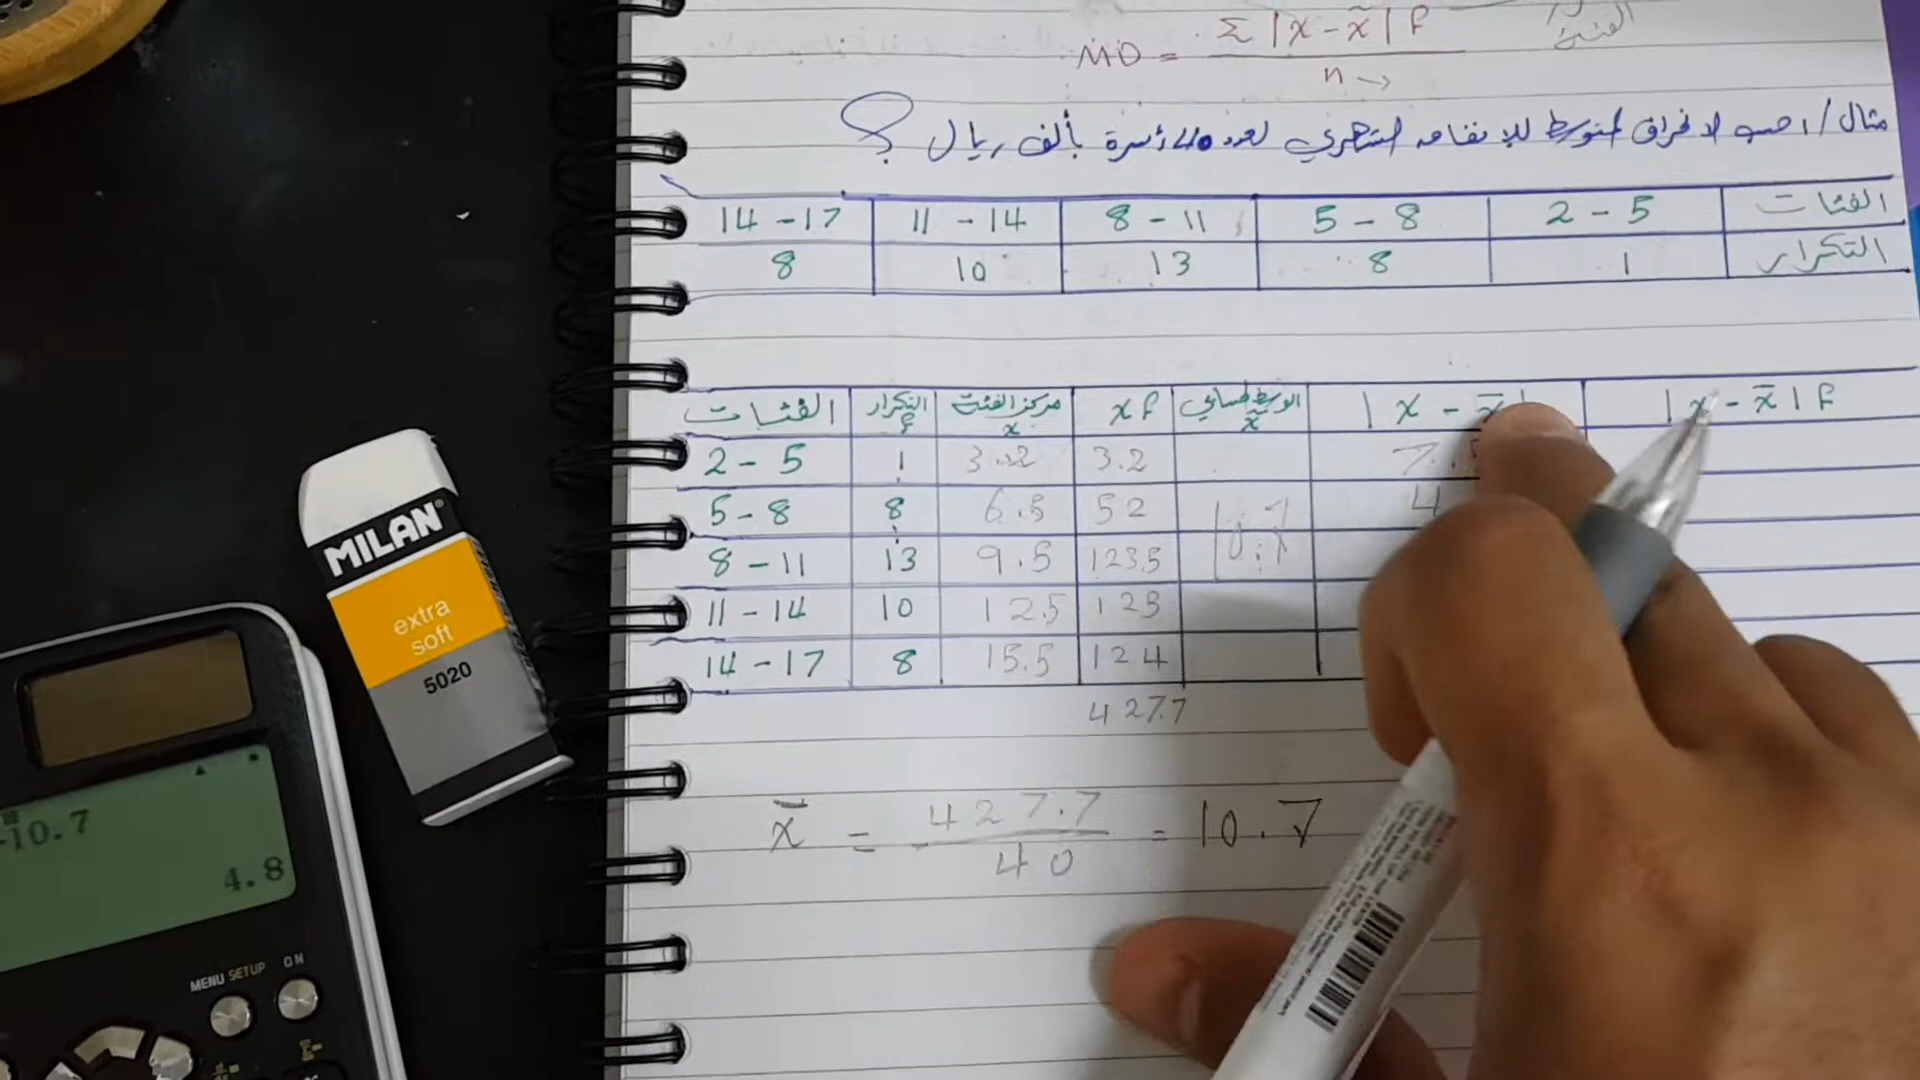 MD = Σ |x - x̄| f
n →
مثال / احسب الانحراف المتوسط للإنفاق الشهري لعدد 40 أسرة بألف ريال ؟
الفئات 2 - 5 5 - 8 8 - 11 11 - 14 14 - 17
التكرار 1 8 13 10 8
الفئات التكرار f مركز الفئة x x f الوسط الحسابي x̄ | x - x̄ | | x - x̄ | f
2 - 5 1 3.2 3.2
5 - 8 8 6.5 52 4
8 - 11 13 9.5 123.5 10.7
11 - 14 10 12.5 125
14 - 17 8 15.5 124
427.7
x̄ = 427.7 / 40 = 10.7
MILAN®
extra
soft
5020
-10.7
4.8
MENU SETUP ON